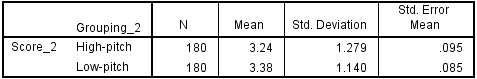 Grouping_2 N Mean Std. Deviation Std. Error Mean
Score_2 High-pitch 180 3.24 1.279 .095
Low-pitch 180 3.38 1.140 .085